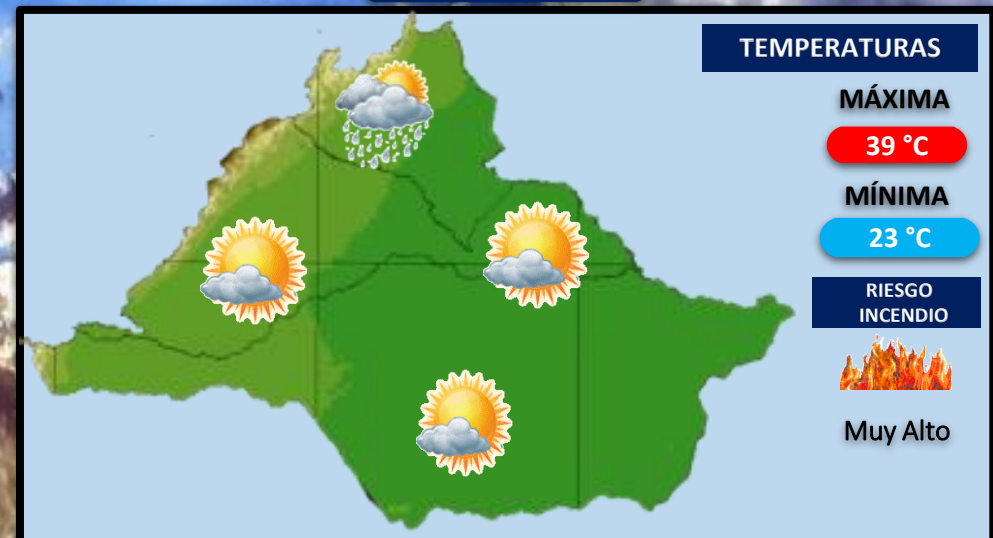 TEMPERATURAS
MÁXIMA
39 °C
MÍNIMA
23 °C
RIESGO
INCENDIO
Muy Alto